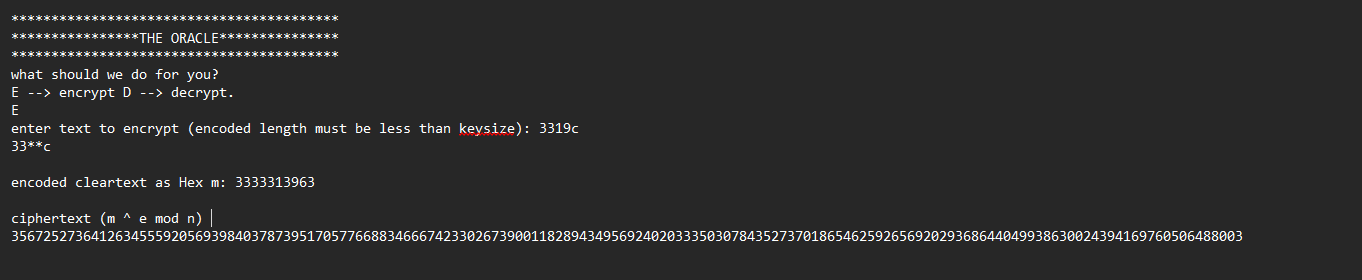 *****************************************
****************THE ORACLE***************
*****************************************
what should we do for you?
E --> encrypt D --> decrypt.
E
enter text to encrypt (encoded length must be less than keysize): 3319c
33**c
encoded cleartext as Hex m: 3333313963
ciphertext (m ^ e mod n)
3567252736412634555920569398403787395170577668834666742330267390011828943495692402033350307843527370186546259265692029368644049938630024394169760506488003